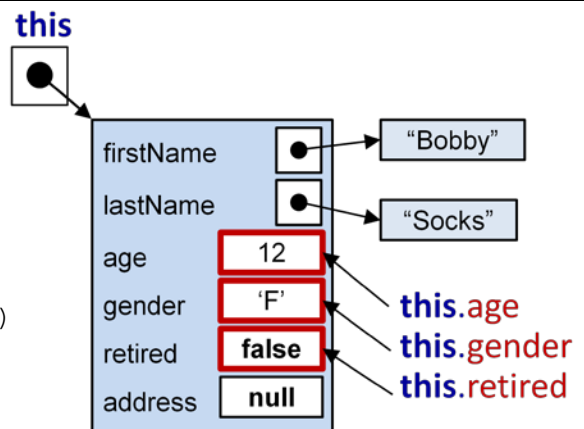 this
firstName
“Bobby”
lastName
“Socks”
age
12
this.age
gender
‘F’
)
this.gender
retired
false
this.retired
address
null